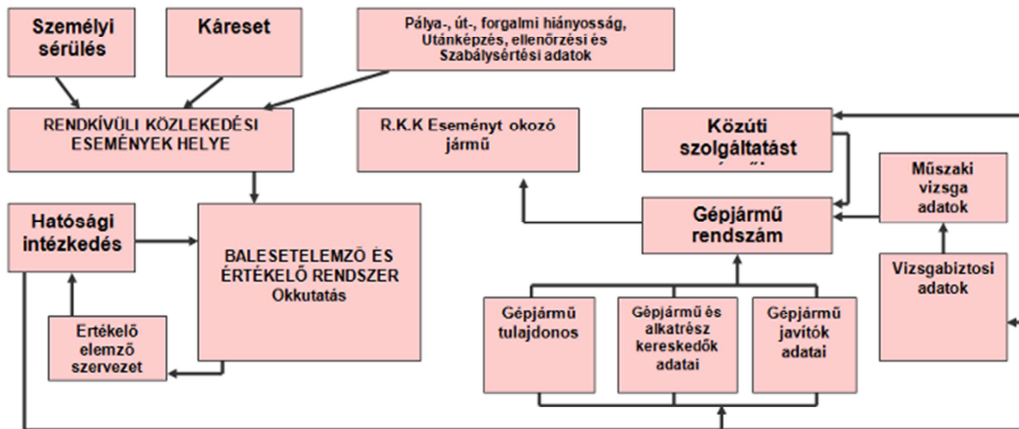 Személyi
sérülés
Káreset
Pálya-, út-, forgalmi hiányosság,
Utánképzés, ellenőrzési és
Szabálysértési adatok
RENDKÍVÜLI KÖZLEKEDÉSI
ESEMÉNYEK HELYE
R.K.K Eseményt okozó
jármű
Közúti
szolgáltatást
Műszaki
vizsga
adatok
Hatósági
intézkedés
BALESETELEMZŐ ÉS
ÉRTÉKELŐ RENDSZER
Okkutatás
Gépjármű
rendszám
Vizsgabiztosi
adatok
Gépjármű
tulajdonos
Gépjármű és
alkatrész
kereskedők
adatai
Gépjármű
javítók
adatai
Ertékelő
elemző
szervezet